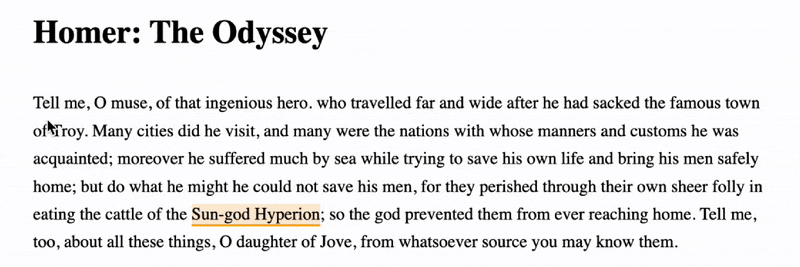 Homer: The Odyssey
Tell me, O muse, of that ingenious hero. who travelled far and wide after he had sacked the famous town
of Troy. Many cities did he visit, and many were the nations with whose manners and customs he was
acquainted; moreover he suffered much by sea while trying to save his own life and bring his men safely
home; but do what he might he could not save his men, for they perished through their own sheer folly in
eating the cattle of the Sun-god Hyperion; so the god prevented them from ever reaching home. Tell me,
too, about all these things, O daughter of Jove, from whatsoever source you may know them.